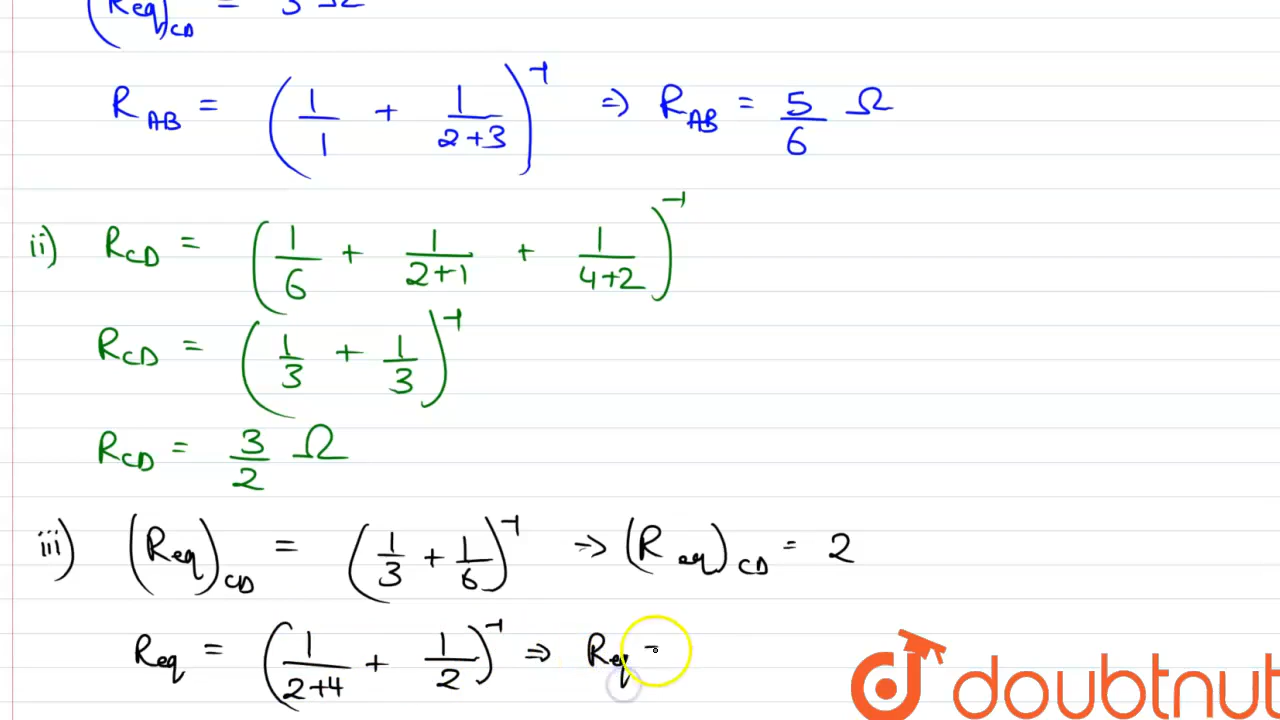 (Req)CD = 3 Ω
RAB = (1/1 + 1/(2+3))⁻¹ ⇒ RAB = 5/6 Ω
ii) RCD = (1/6 + 1/(2+1) + 1/(4+2))⁻¹
RCD = (1/3 + 1/3)⁻¹
RCD = 3/2 Ω
iii) (Req)CD = (1/3 + 1/6)⁻¹ ⇒ (Req)CD = 2
Req = (1/(2+4) + 1/2)⁻¹ ⇒ Req =
doubtnut